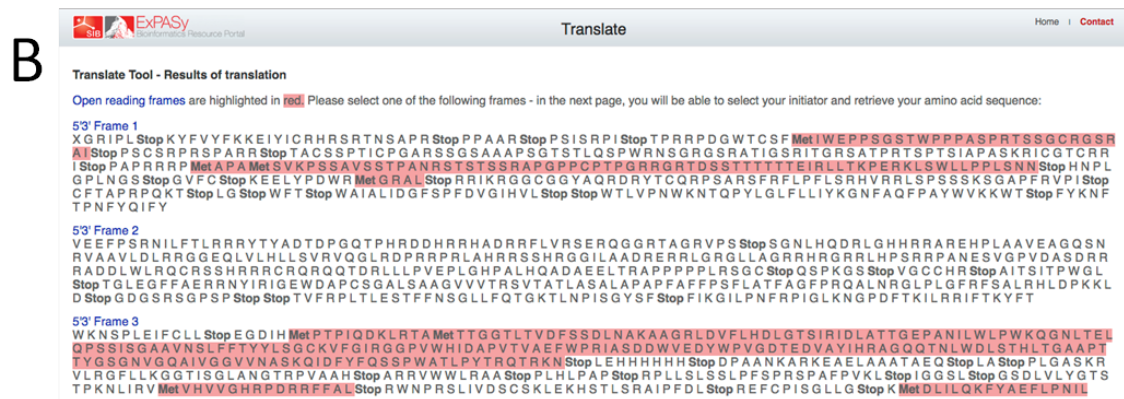 B
SIB ExPASy
Bioinformatics Resource Portal
Translate
Home | Contact
Translate Tool - Results of translation
Open reading frames are highlighted in red. Please select one of the following frames - in the next page, you will be able to select your initiator and retrieve your amino acid sequence:
5'3' Frame 1
X G R I P L Stop K Y F V Y F K K E I Y I C R H R S R T N S A P R Stop P P A A R Stop P S I S R P I Stop T P R R P D G W T C S F Met I W E P P S G S T W P P P A S P R T S S G C R G S R
A I Stop P S C S R P R S P A R R Stop T A C S S P T I C P G A R S S G S A A A P S G T S T L Q S P W R N S G R G S R A T I G S R I T G R S A T P R T S P T S I A P A S K R I C G T C R R
I Stop P A P R R R P Met A P A Met S V K P S S A V S S T P A N R S T S T S S R A P G P P C P T P G R R G R T D S S T T T T T T E I R L L T K P E R K L S W L L P P L S N N Stop H N P L
G P L N G S S Stop G V F C Stop K E E L Y P D W R Met G R A L Stop R R I K R G G C G G Y A Q R D R Y T C Q R P S A R S F R F L P F L S R H V R R L S P S S S K S G A P F R V P I Stop
C F T A P R P Q K T Stop L G Stop W F T Stop W A I A L I D G F S P F D V G I H V L Stop Stop W T L V P N W K N T Q P Y L G L F L L I Y K G N F A Q F P A Y W V K K W T Stop F Y K N F
T P N F Y Q I F Y
5'3' Frame 2
V E E F P S R N I L F T L R R R Y T Y A D T D P G Q T P H R D D H R R H A D R R F L V R S E R Q G G R T A G R V P S Stop S G N L H Q D R L G H H R R A R E H P L A A V E A G Q S N
R V A A V L D L R R G G E Q L V L H L L S V R V Q G L R D P R R P R L A H R R S S H R G G I L A A D R E R R L G R G L L A G R R H R G R R L H P S R R P A N E S V G P V D A S D R R
R A D D L W L R Q C R S S H R R R C R Q R Q Q T D R L L L P V E P L G H P A L H Q A D A E E L T R A P P P P P P L R S G C Stop Q S P K G S Stop V G C C H R Stop A I T S I T P W G L
Stop T G L E G F F A E R R N Y I R I G E W D A P C S G A L S A A G V V V T R S V T A T L A S A L A P A P F A F F P S F L A T F A G F P R Q A L N R G L P L G F R F S A L R H L D P K K L
D Stop G D G S R S G P S P Stop Stop T V F R P L T L E S T F F N S G L L F Q T G K T L N P I S G Y S F Stop F I K G I L P N F R P I G L K N G P D F T K I L R R I F T K Y F T
5'3' Frame 3
W K N S P L E I F C L L Stop E G D I H Met P T P I Q D K L R T A Met T T G G T L T V D F S S D L N A K A A G R L D V F L H D L G T S I R I D L A T T G E P A N I L W L P W K Q G N L T E L
Q P S S I S G A A V N S L F F T Y Y L S G C K V F G I R G G P V W H I D A P V T V A E F W P R I A S D D W V E D Y W P V G D T E D V A Y I H R A G Q Q T N L W D L S T H L T G A A P T
T Y G S G N V G Q A I V G G V V N A S K Q I D F Y F Q S S P W A T L P Y T R Q T R K N Stop L E H H H H H H Stop D P A A N K A R K E A E L A A A T A E Q Stop L A Stop P L G A S K R
V L R G F L L K G G T I S G L A N G T R P V A A H Stop A R R V W W L R A A Stop P L H L P A P Stop R P L L S L S S L P F S P R S P A F P V K L Stop I G G S L Stop G S D L V L Y G T S
T P K N L I R V Met V H V V G H R P D R R F F A L Stop R W N P R S L I V D S C S K L E K H S T L S R A I P F D L Stop R E F C P I S G L L G Stop K Met D L I L Q K F Y A E F L P N I L